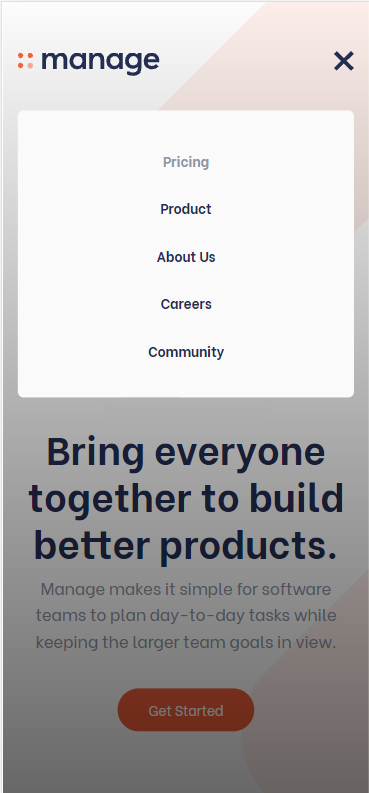 manage
Pricing
Product
About Us
Careers
Community
Bring everyone
together to build
better products.
Manage makes it simple for software
teams to plan day-to-day tasks while
keeping the larger team goals in view.
Get Started